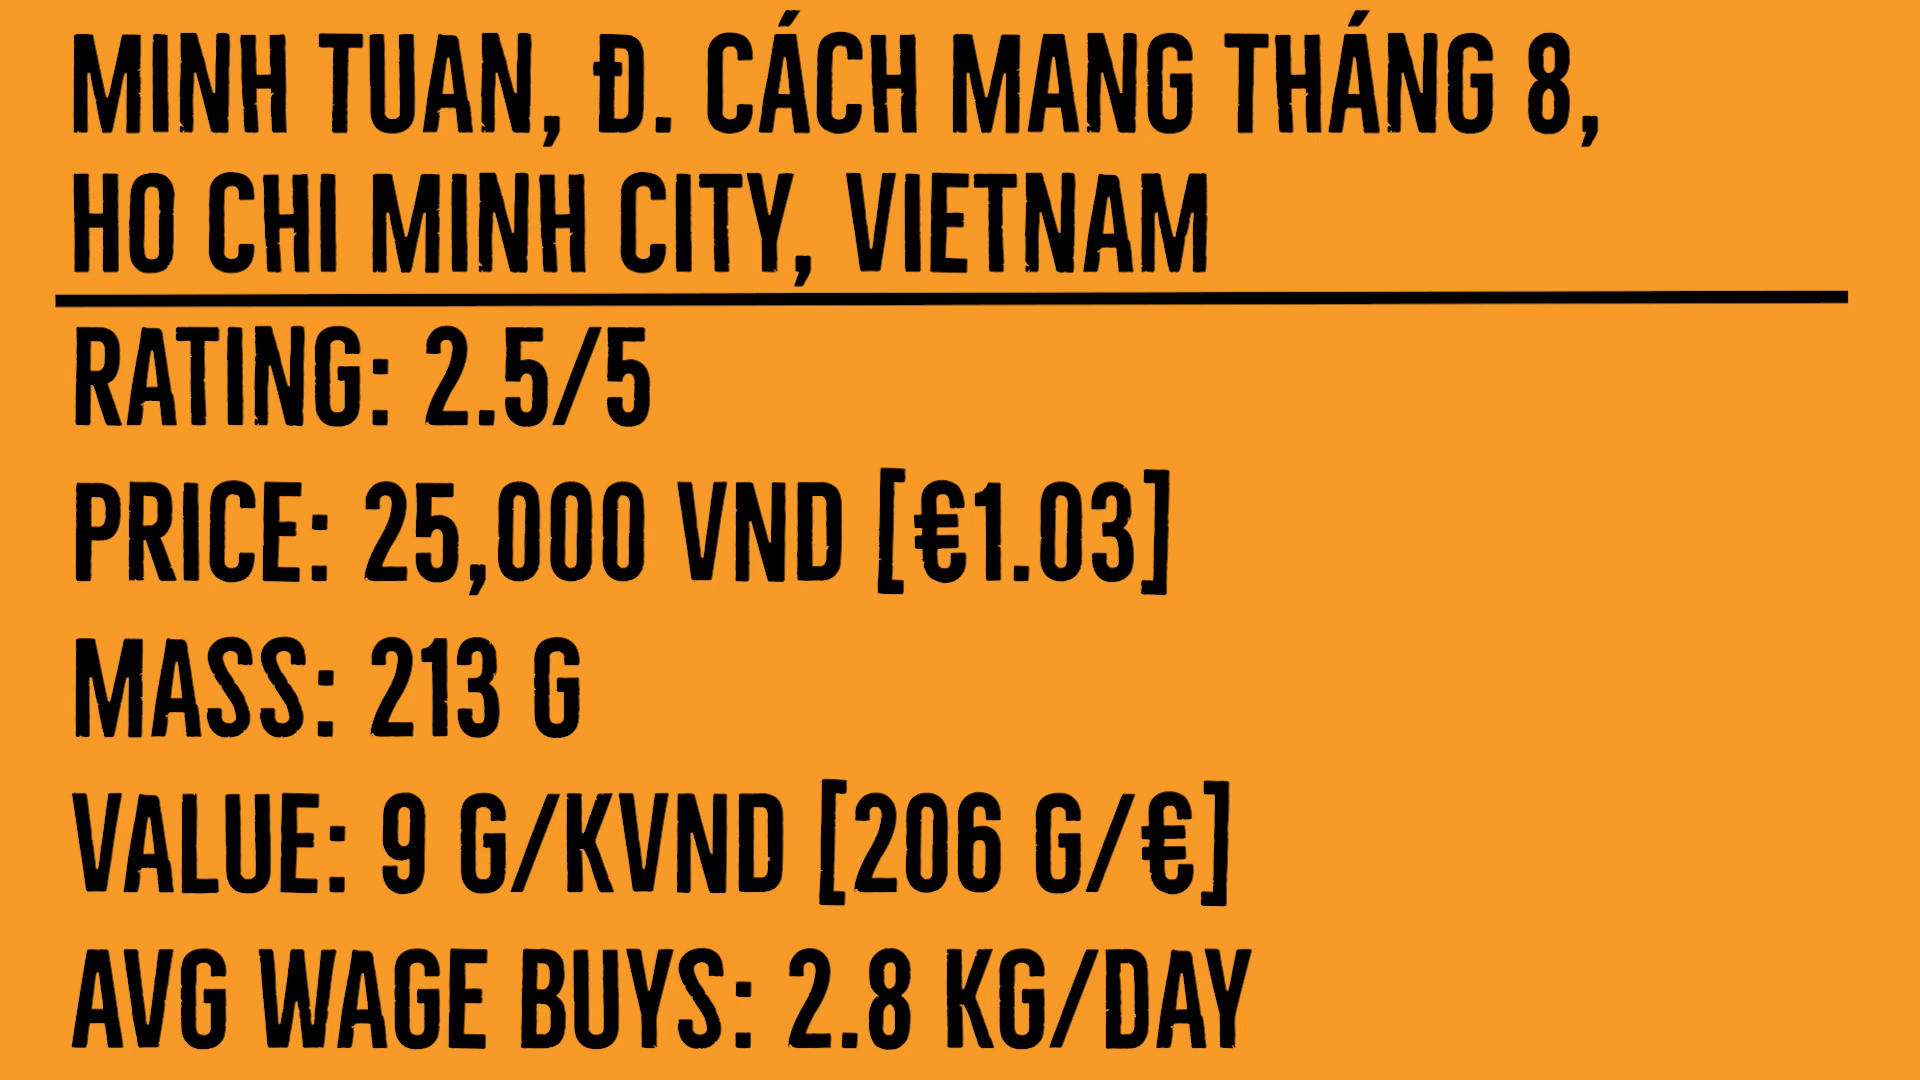 MINH TUAN, Đ. CÁCH MANG THÁNG 8,
HO CHI MINH CITY, VIETNAM
RATING: 2.5/5
PRICE: 25,000 VND [€1.03]
MASS: 213 G
VALUE: 9 G/KVND [206 G/€]
AVG WAGE BUYS: 2.8 KG/DAY